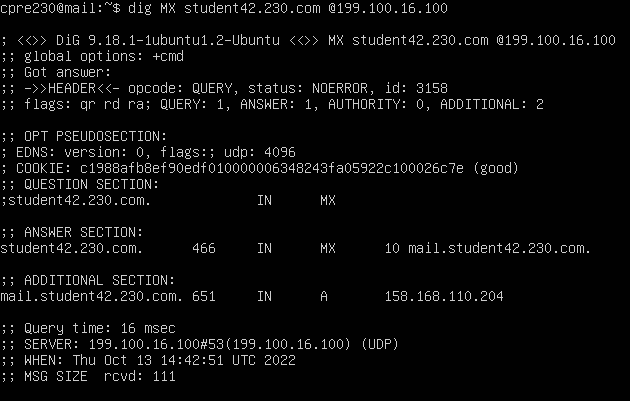 cpre230@mail:~$ dig MX student42.230.com @199.100.16.100
; <<>> DiG 9.18.1-1ubuntu1.2-Ubuntu <<>> MX student42.230.com @199.100.16.100
;; global options: +cmd
;; Got answer:
;; ->>HEADER<<- opcode: QUERY, status: NOERROR, id: 3158
;; flags: qr rd ra; QUERY: 1, ANSWER: 1, AUTHORITY: 0, ADDITIONAL: 2
;; OPT PSEUDOSECTION:
; EDNS: version: 0, flags:; udp: 4096
; COOKIE: c1988afb8ef90edf010000006348243fa05922c100026c7e (good)
;; QUESTION SECTION:
;student42.230.com. IN MX
;; ANSWER SECTION:
student42.230.com. 466 IN MX 10 mail.student42.230.com.
;; ADDITIONAL SECTION:
mail.student42.230.com. 651 IN A 158.168.110.204
;; Query time: 16 msec
;; SERVER: 199.100.16.100#53(199.100.16.100) (UDP)
;; WHEN: Thu Oct 13 14:42:51 UTC 2022
;; MSG SIZE rcvd: 111